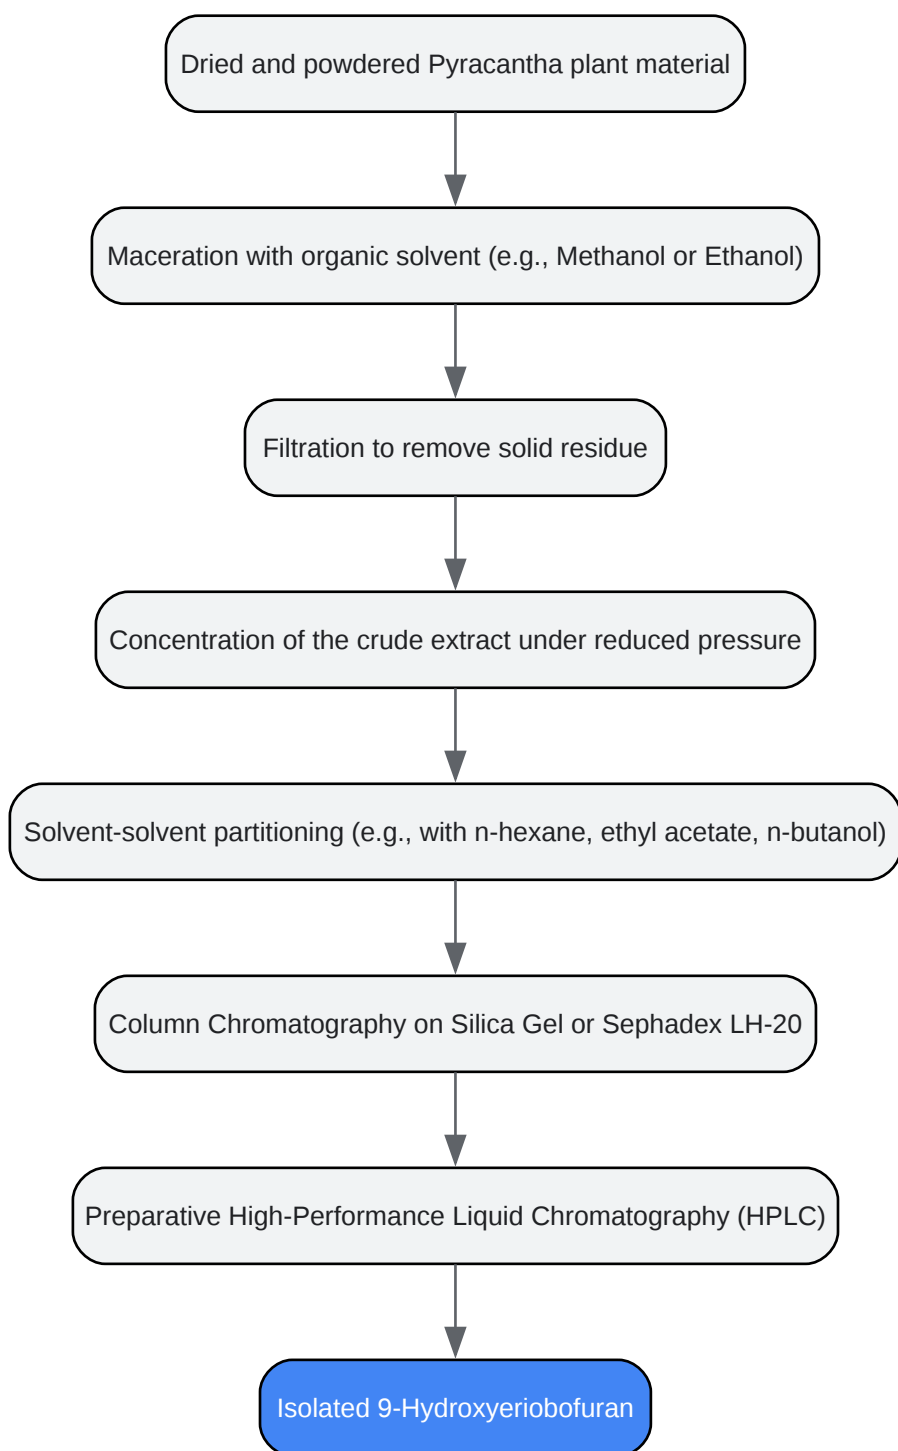 Dried and powdered Pyracantha plant material
Maceration with organic solvent (e.g., Methanol or Ethanol)
Filtration to remove solid residue
Concentration of the crude extract under reduced pressure
Solvent-solvent partitioning (e.g., with n-hexane, ethyl acetate, n-butanol)
Column Chromatography on Silica Gel or Sephadex LH-20
Preparative High-Performance Liquid Chromatography (HPLC)
Isolated 9-Hydroxyeriobofuran